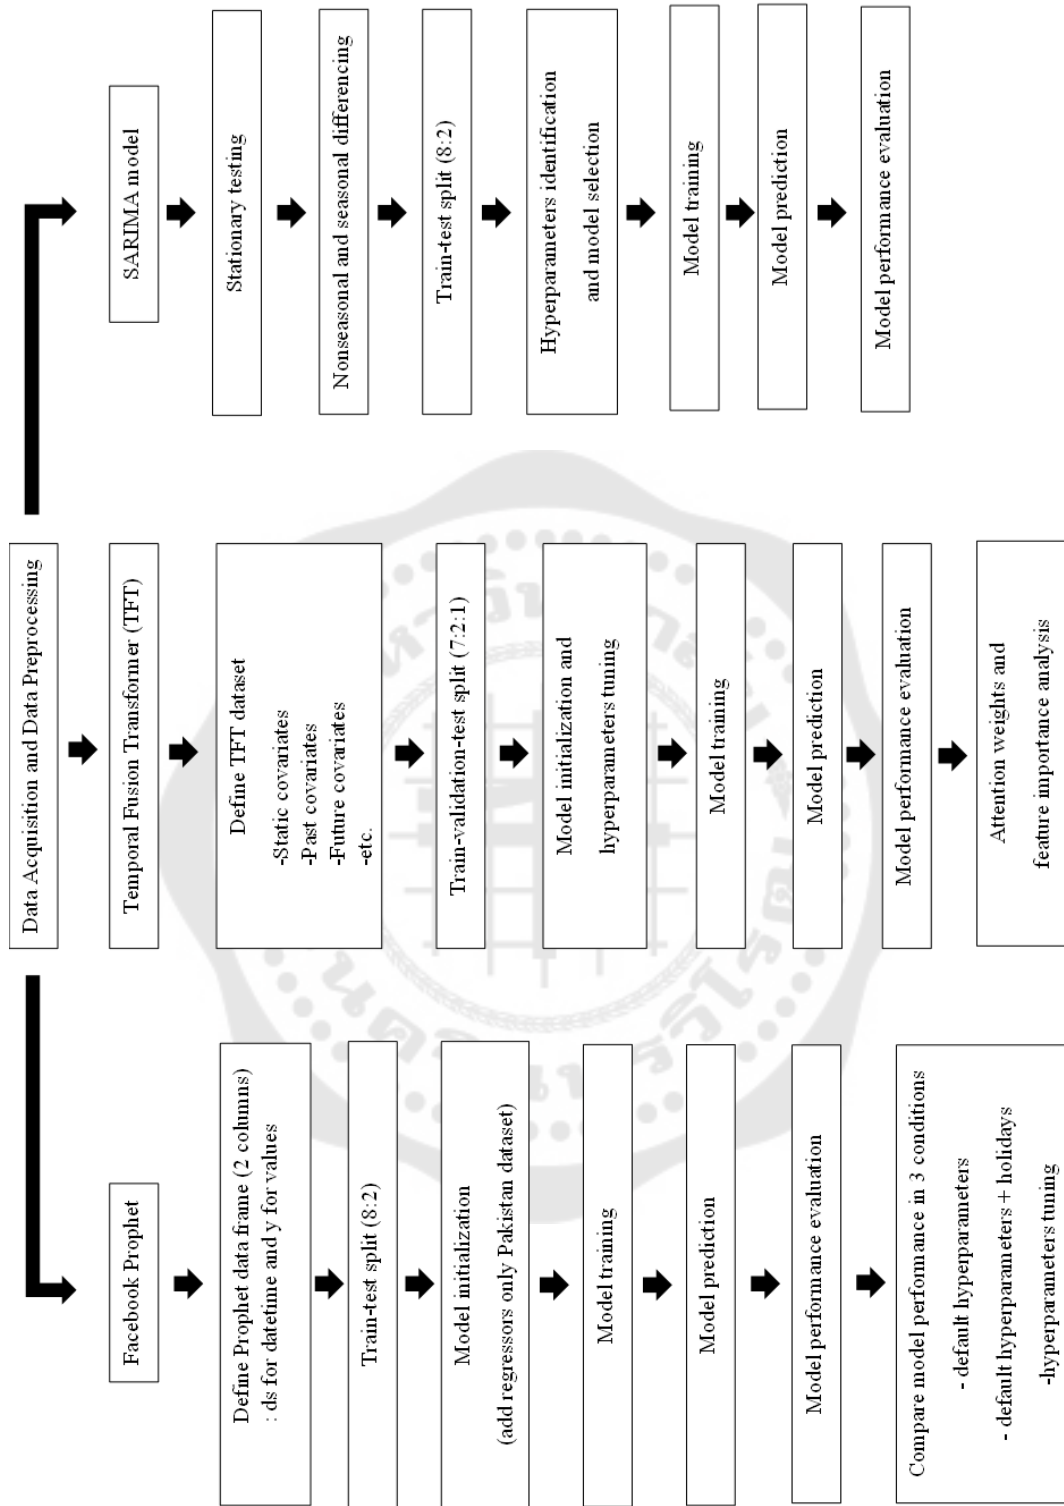 Data Acquisition and Data Preprocessing
Facebook Prophet
Define Prophet data frame (2 columns)
: ds for datetime and y for values
Train-test split (8:2)
Model initialization
(add regressors only Pakistan dataset)
Model training
Model prediction
Model performance evaluation
Compare model performance in 3 conditions
- default hyperparameters
- default hyperparameters + holidays
-hyperparameters tuning
Temporal Fusion Transformer (TFT)
Define TFT dataset
-Static covariates
-Past covariates
-Future covariates
-etc.
Train-validation-test split (7:2:1)
Model initialization and
hyperparameters tuning
Model training
Model prediction
Model performance evaluation
Attention weights and
feature importance analysis
SARIMA model
Stationary testing
Nonseasonal and seasonal differencing
Train-test split (8:2)
Hyperparameters identification
and model selection
Model training
Model prediction
Model performance evaluation